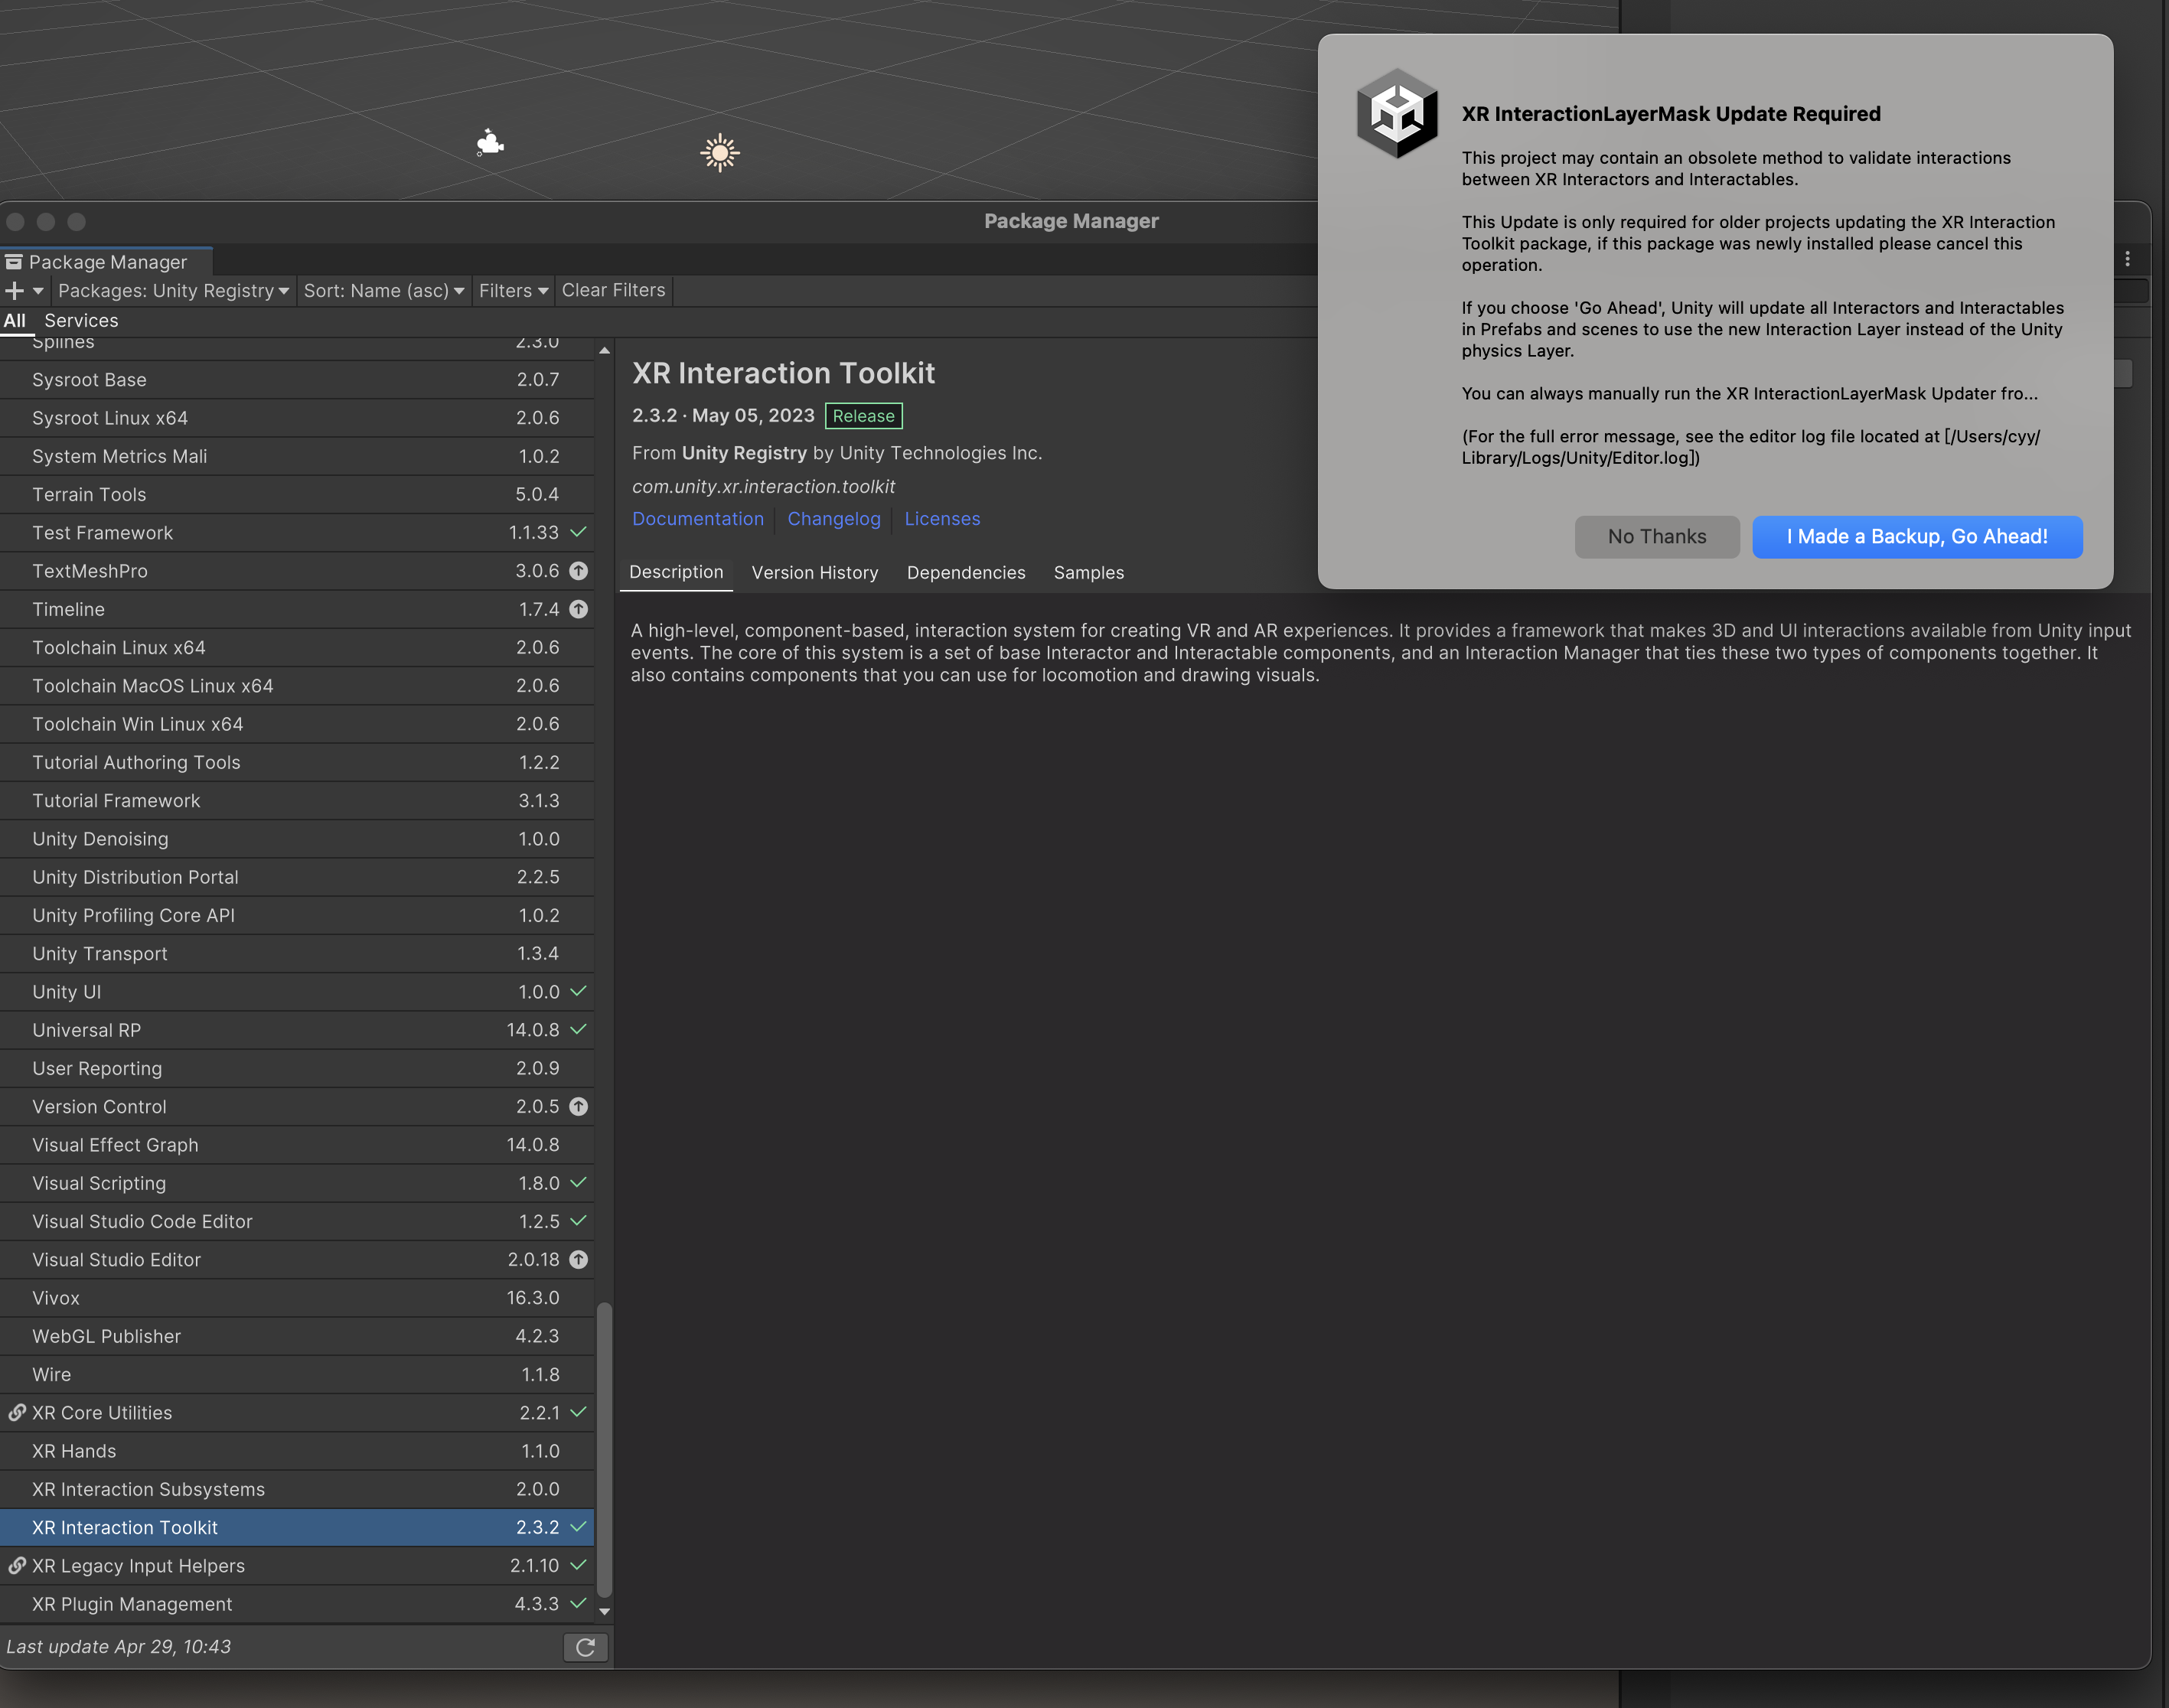 XR InteractionLayerMask Update Required
This project may contain an obsolete method to validate interactions
between XR Interactors and Interactables.
This Update is only required for older projects updating the XR Interaction
Toolkit package, if this package was newly installed please cancel this
operation.
If you choose 'Go Ahead', Unity will update all Interactors and Interactables
in Prefabs and scenes to use the new Interaction Layer instead of the Unity
physics Layer.
You can always manually run the XR InteractionLayerMask Updater fro...
(For the full error message, see the editor log file located at [/Users/cyy/
Library/Logs/Unity/Editor.log])
No Thanks
I Made a Backup, Go Ahead!
Package Manager
Package Manager
Packages: Unity Registry Sort: Name (asc) Filters Clear Filters
All Services
Splines 2.3.0
Sysroot Base 2.0.7
Sysroot Linux x64 2.0.6
System Metrics Mali 1.0.2
Terrain Tools 5.0.4
Test Framework 1.1.33
TextMeshPro 3.0.6
Timeline 1.7.4
Toolchain Linux x64 2.0.6
Toolchain MacOS Linux x64 2.0.6
Toolchain Win Linux x64 2.0.6
Tutorial Authoring Tools 1.2.2
Tutorial Framework 3.1.3
Unity Denoising 1.0.0
Unity Distribution Portal 2.2.5
Unity Profiling Core API 1.0.2
Unity Transport 1.3.4
Unity UI 1.0.0
Universal RP 14.0.8
User Reporting 2.0.9
Version Control 2.0.5
Visual Effect Graph 14.0.8
Visual Scripting 1.8.0
Visual Studio Code Editor 1.2.5
Visual Studio Editor 2.0.18
Vivox 16.3.0
WebGL Publisher 4.2.3
Wire 1.1.8
XR Core Utilities 2.2.1
XR Hands 1.1.0
XR Interaction Subsystems 2.0.0
XR Interaction Toolkit 2.3.2
XR Legacy Input Helpers 2.1.10
XR Plugin Management 4.3.3
Last update Apr 29, 10:43
XR Interaction Toolkit
2.3.2 · May 05, 2023 Release
From Unity Registry by Unity Technologies Inc.
com.unity.xr.interaction.toolkit
Documentation Changelog Licenses
Description Version History Dependencies Samples
A high-level, component-based, interaction system for creating VR and AR experiences. It provides a framework that makes 3D and UI interactions available from Unity input
events. The core of this system is a set of base Interactor and Interactable components, and an Interaction Manager that ties these two types of components together. It
also contains components that you can use for locomotion and drawing visuals.